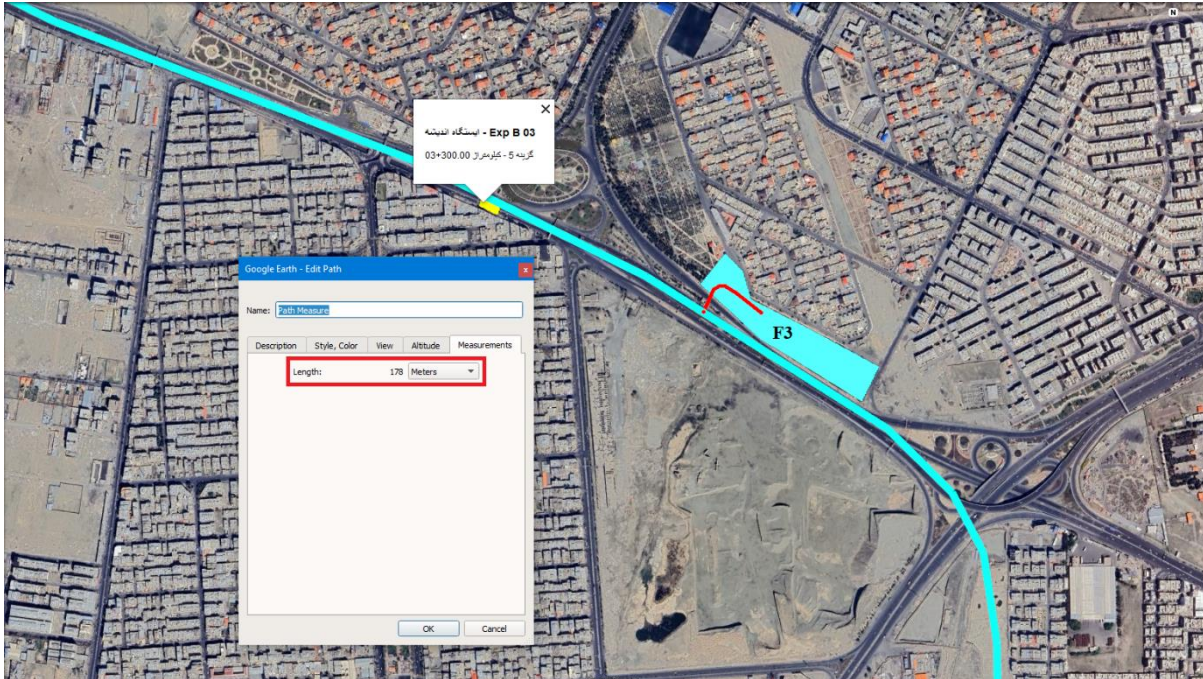 N
Exp B 03 - ایستگاه اندیشه
گزینه 5 - کیلومتراژ 300.00+03
Google Earth - Edit Path
Name: Path Measure
Description Style, Color View Altitude Measurements
Length: 178 Meters
OK Cancel
F3